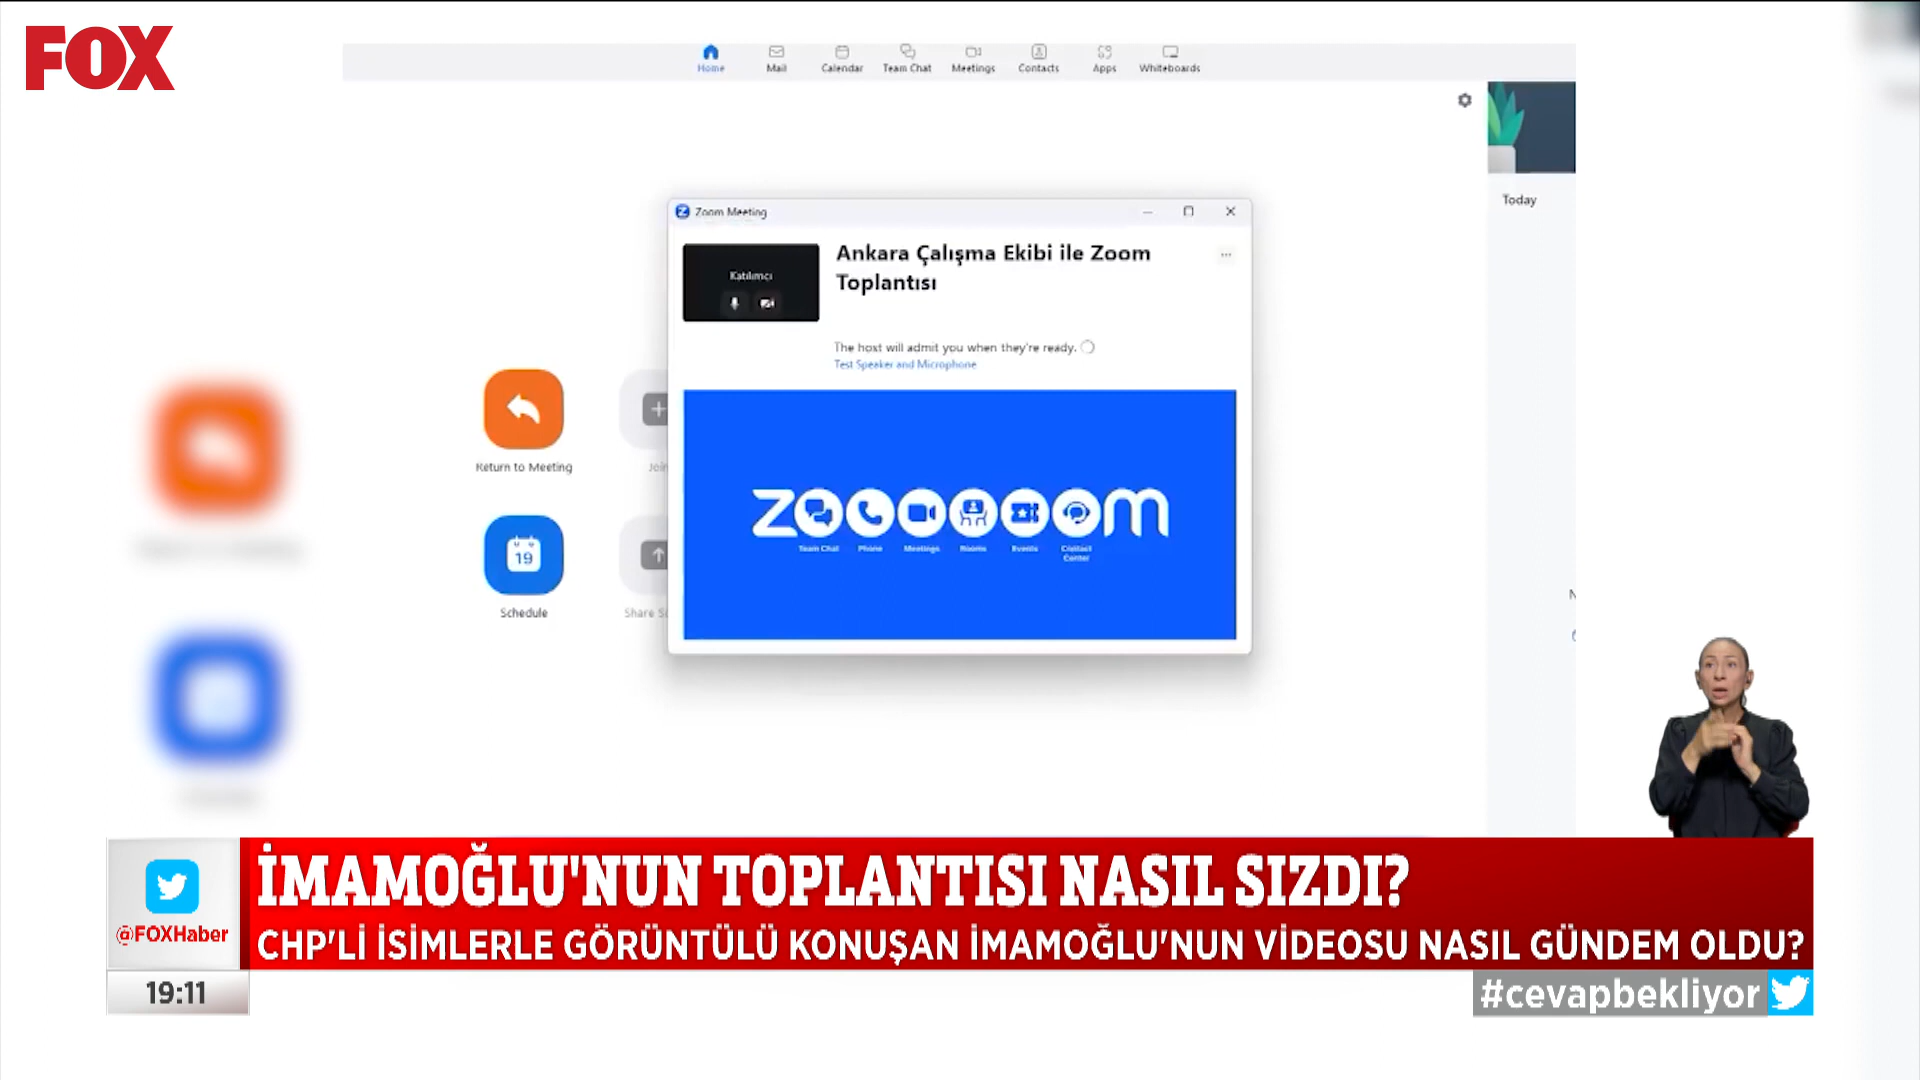 FOX
Home
Mail
Calendar
Team Chat
Meetings
Contacts
Apps
Whiteboards
Today
Zoom Meeting
Katılımcı
Ankara Çalışma Ekibi ile Zoom
Toplantısı
The host will admit you when they're ready.
Test Speaker and Microphone
Return to Meeting
Join
19
Schedule
Share
zoooooom
Team Chat
Phone
Meetings
Rooms
Events
Contact
Center
İMAMOĞLU'NUN TOPLANTISI NASIL SIZDI?
@FOXHaber
CHP'Lİ İSİMLERLE GÖRÜNTÜLÜ KONUŞAN İMAMOĞLU'NUN VİDEOSU NASIL GÜNDEM OLDU?
19:11
#cevapbekliyor